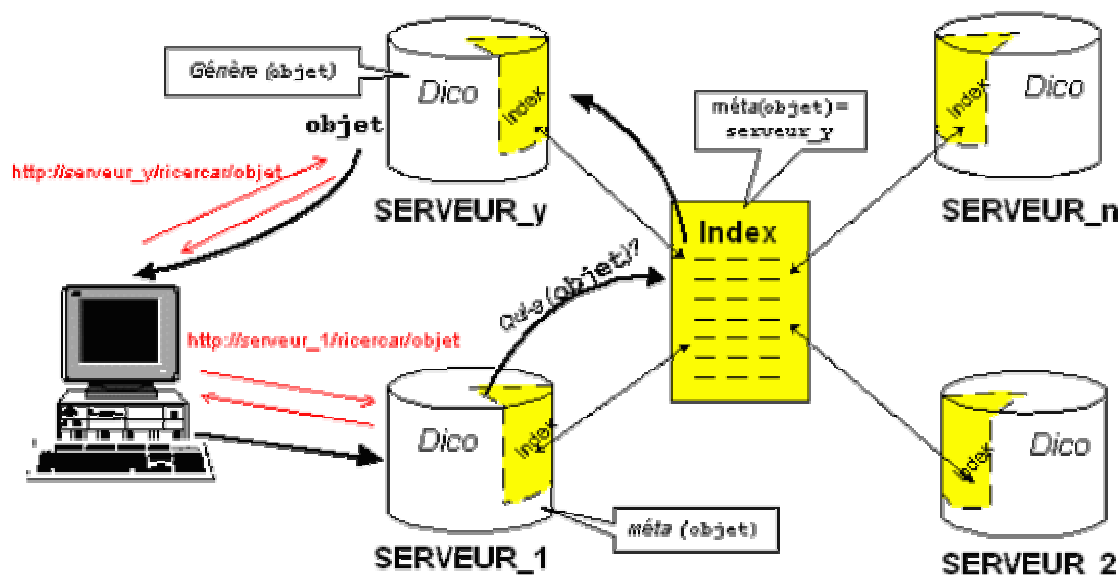 Génère (objet)
Dico
Index
objet
http://serveur_y/ricercar/objet
SERVEUR_y
méta(objet)=
serveur_y
Index
Dico
SERVEUR_n
Index
Qui-a (objet)?
http://serveur_1/ricercar/objet
Dico
Index
méta (objet)
SERVEUR_1
Index
Dico
SERVEUR_2